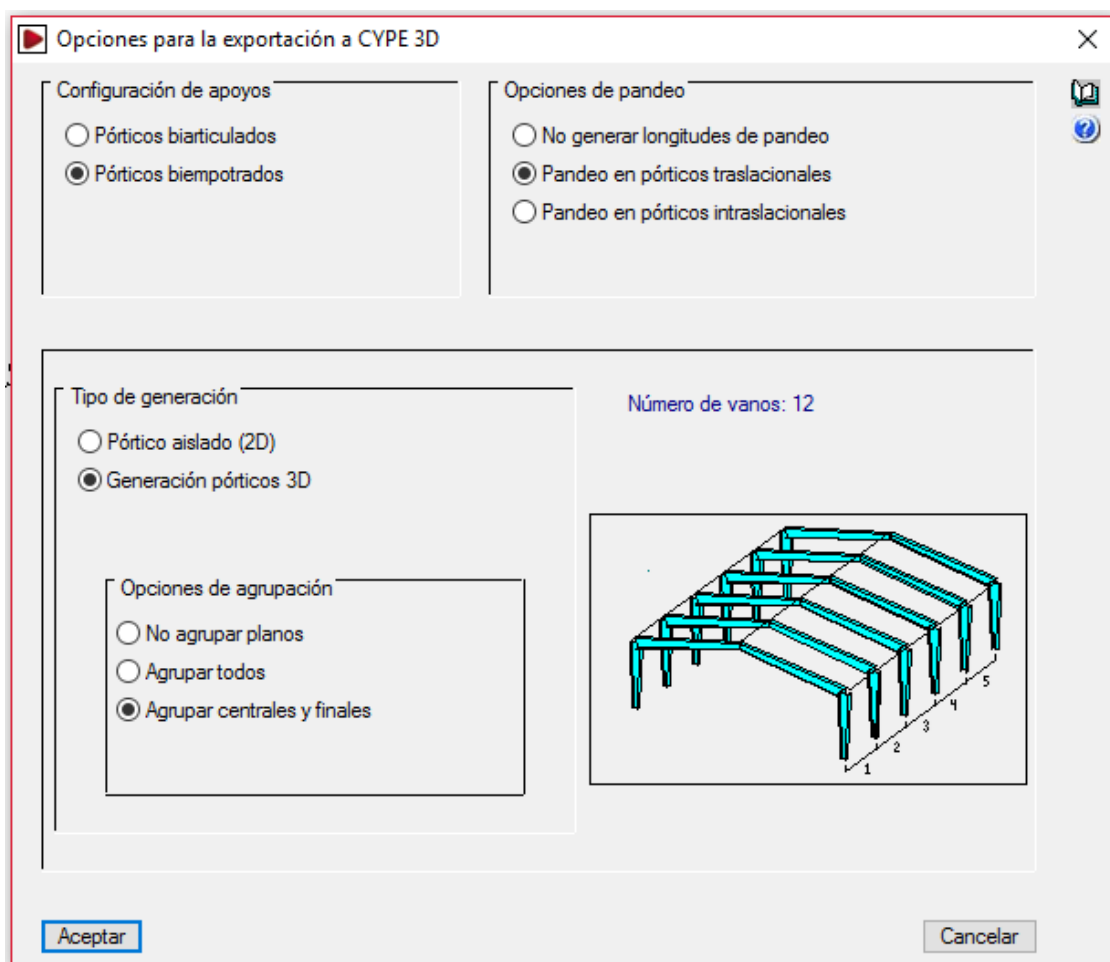 Opciones para la exportación a CYPE 3D
Configuración de apoyos
Pórticos biarticulados
Pórticos biempotrados
Opciones de pandeo
No generar longitudes de pandeo
Pandeo en pórticos traslacionales
Pandeo en pórticos intraslacionales
Tipo de generación
Pórtico aislado (2D)
Generación pórticos 3D
Opciones de agrupación
No agrupar planos
Agrupar todos
Agrupar centrales y finales
Número de vanos: 12
1
2
3
4
5
Aceptar
Cancelar